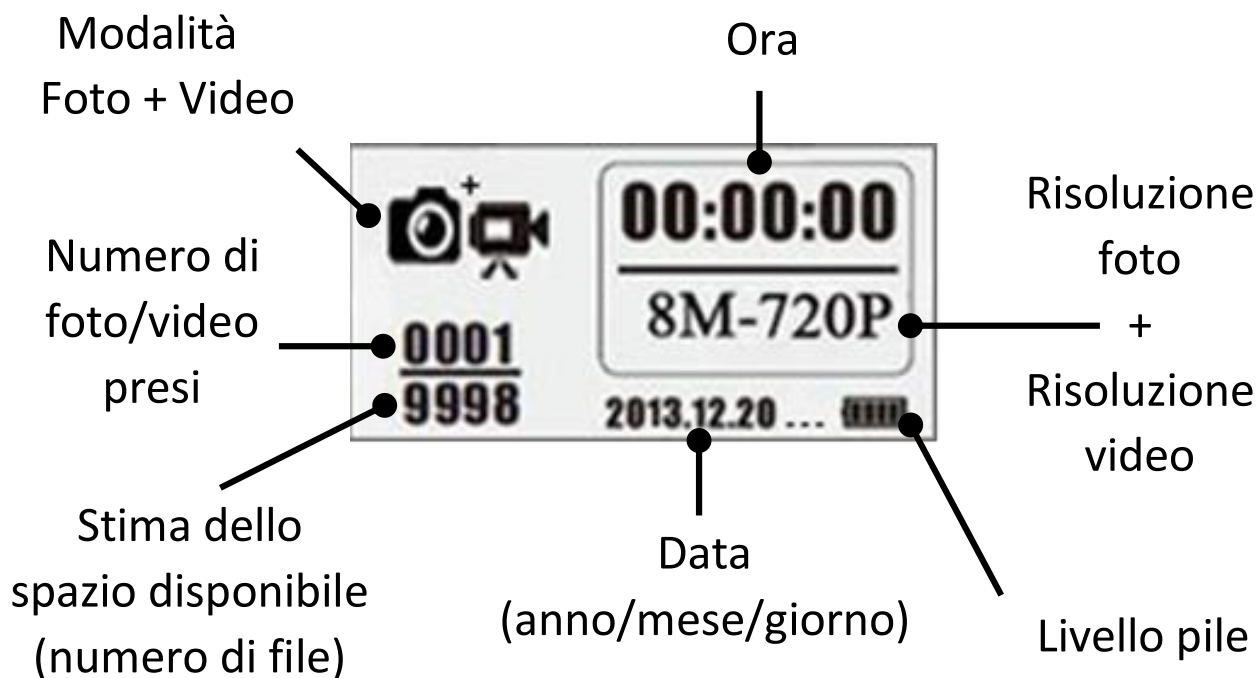 Modalità
Foto + Video
Ora
Numero di
foto/video
presi
+
00:00:00
8M-720P
0001
9998
2013.12.20 ...
Risoluzione
foto
+
Risoluzione
video
Stima dello
spazio disponibile
(numero di file)
Data
(anno/mese/giorno)
Livello pile